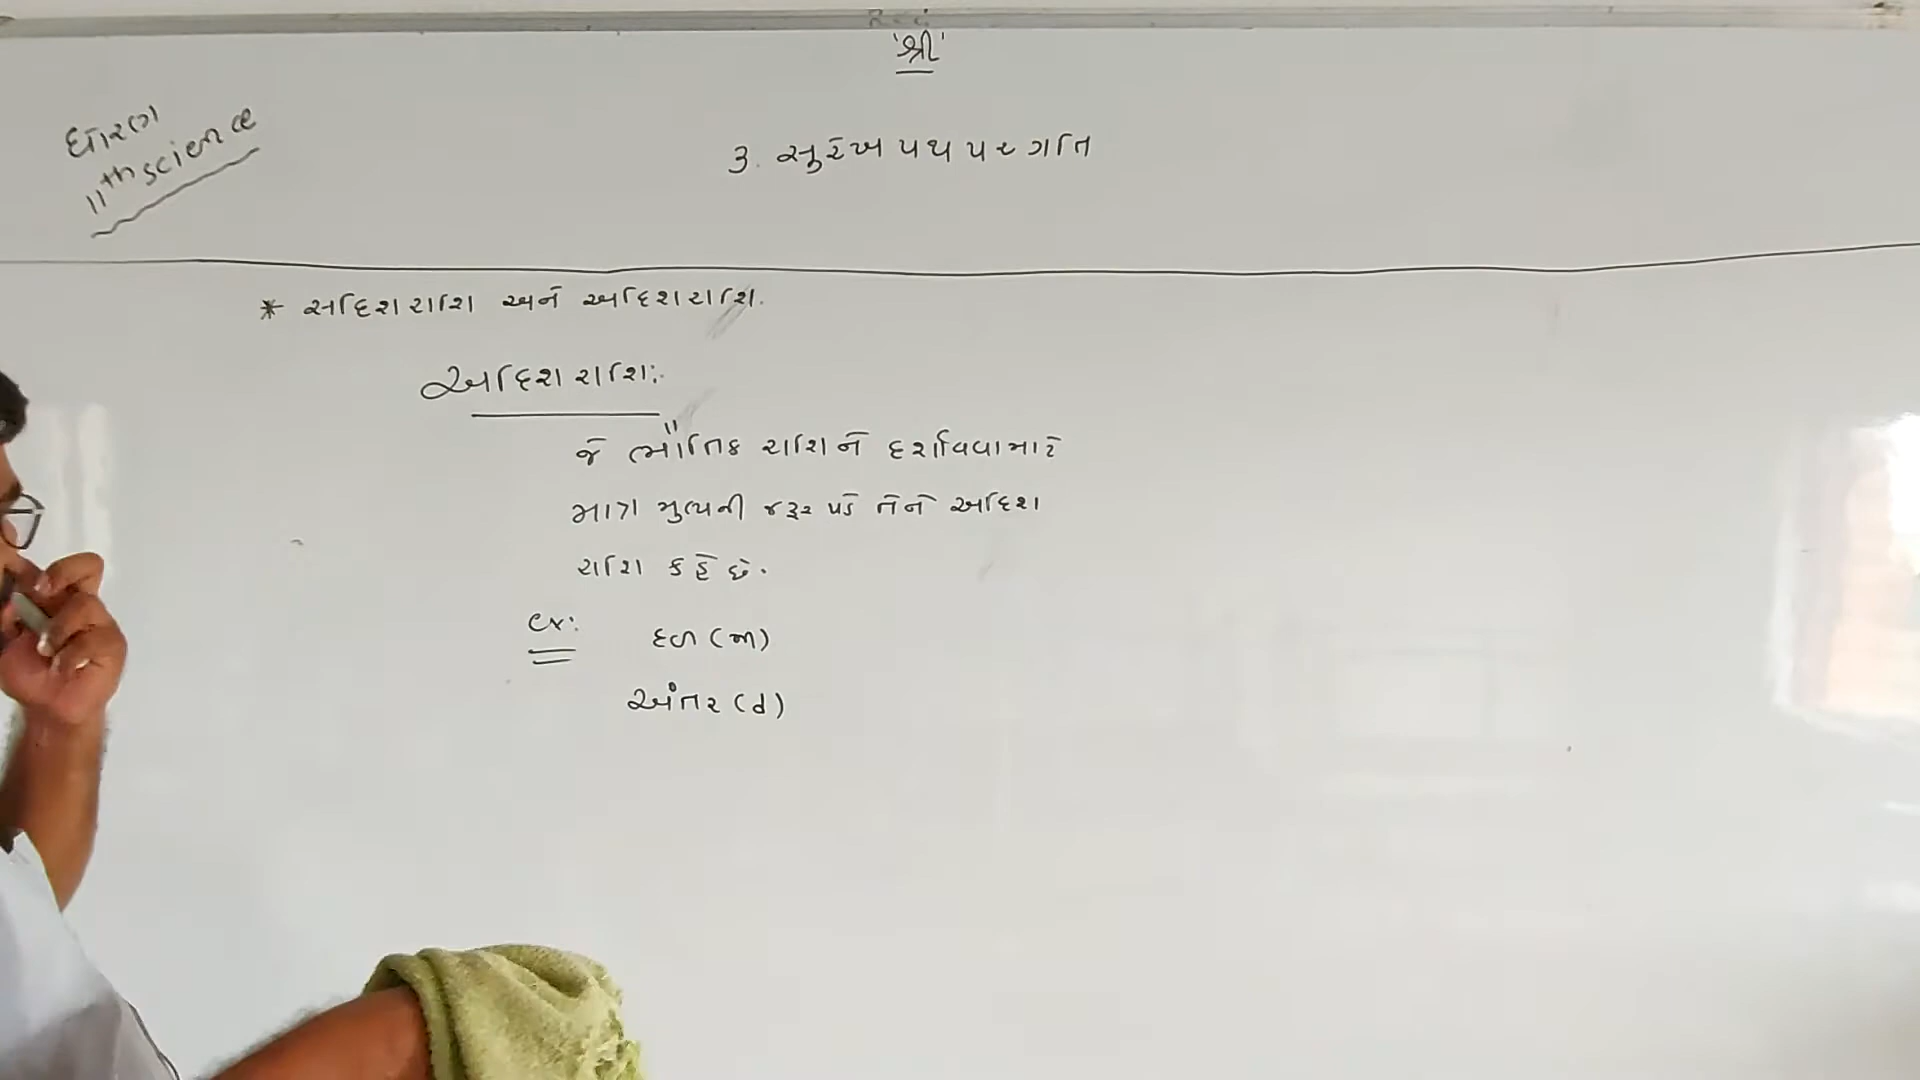 'શ્રી'
ધોરણ
11th science
3. સુરેખ પથ પર ગતિ
* સદિશ રાશિ અને અદિશ રાશિ.
અદિશ રાશિ:-
"જે ભૌતિક રાશિને દર્શાવવા માટે
માત્ર મુલ્યની જરૂર પડે તેને અદિશ
રાશિ કહે છે.
ex:
દળ (m)
અંતર (d)